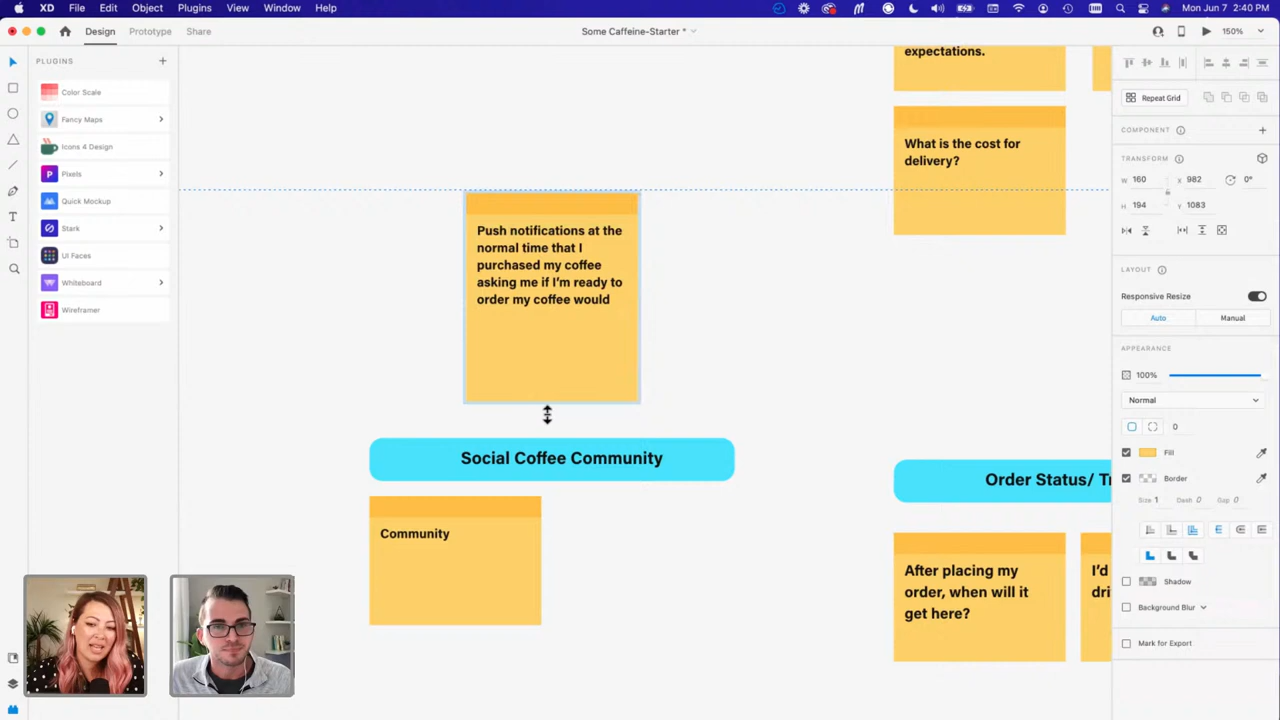 XD File Edit Object Plugins View Window Help Mon Jun 7 2:40 PM
Design Prototype Share Some Caffeine-Starter * 150%
PLUGINS
Color Scale
Fancy Maps
Icons 4 Design
Pixels
Quick Mockup
Stark
UI Faces
Whiteboard
Wireframer
expectations.
What is the cost for
delivery?
Push notifications at the
normal time that I
purchased my coffee
asking me if I'm ready to
order my coffee would
Social Coffee Community
Community
Order Status/ Tr
After placing my
order, when will it
get here?
I'd
dri
Repeat Grid
COMPONENT
TRANSFORM
W 160 X 982 0°
H 194 Y 1083
LAYOUT
Responsive Resize
Auto Manual
APPEARANCE
100%
Normal
0
Fill
Border
Size 1 Dash 0 Gap 0
Shadow
Background Blur
Mark for Export